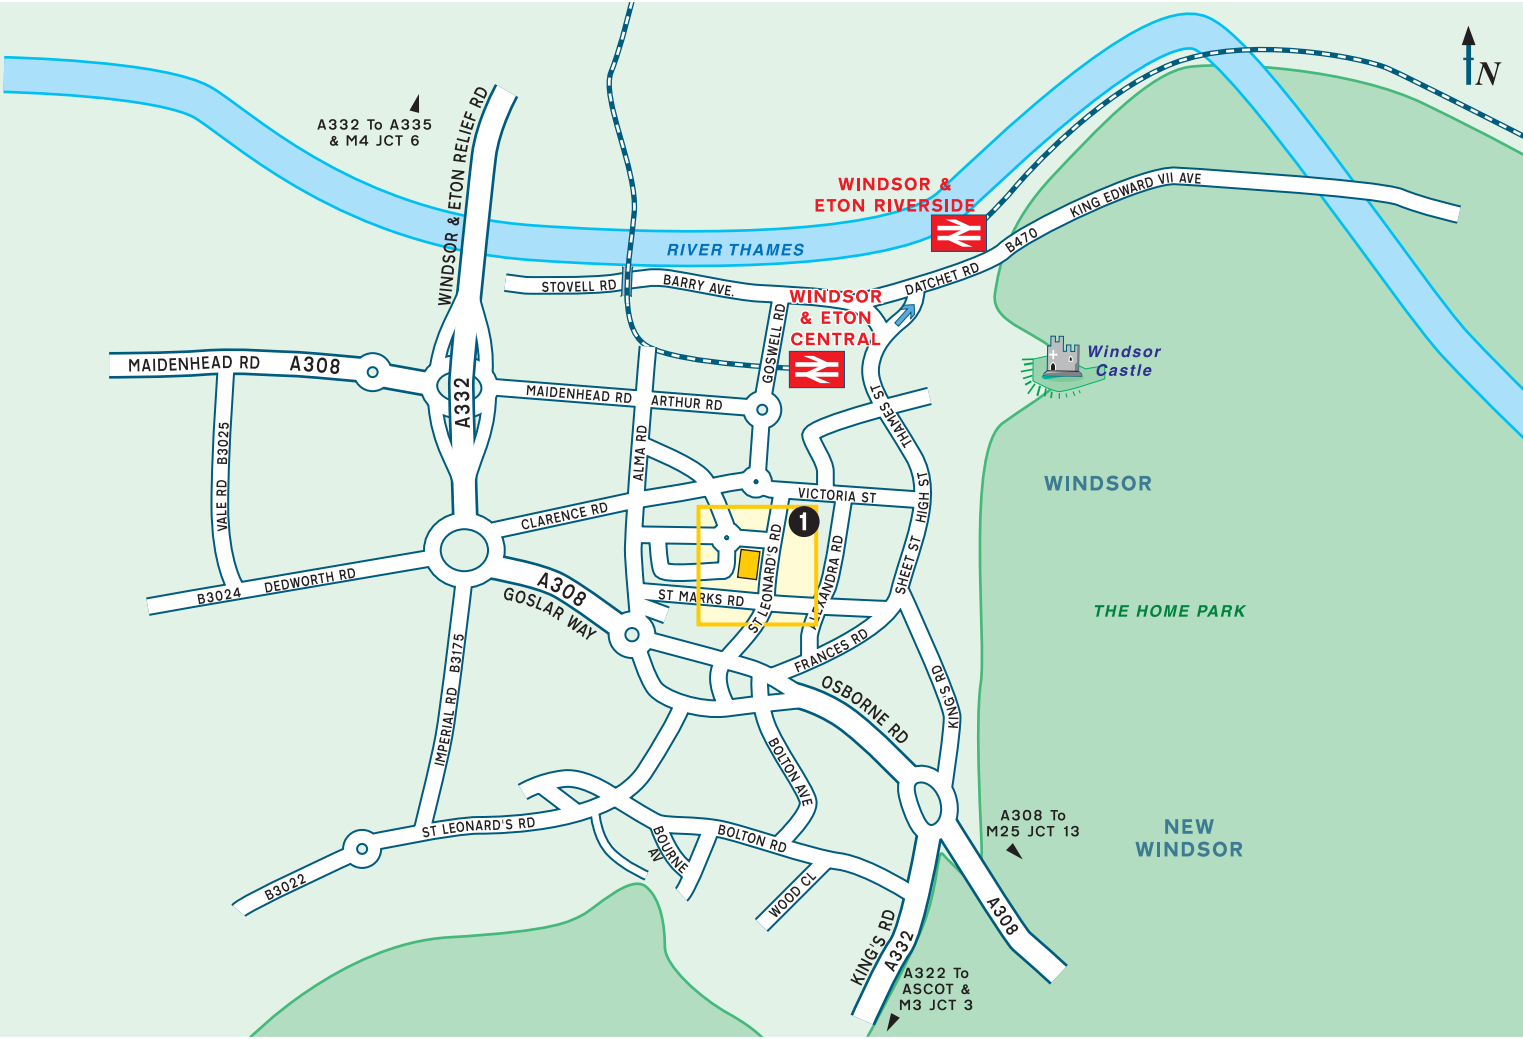 N
A332 To A335
& M4 JCT 6
WINDSOR & ETON RELIEF RD
WINDSOR &
ETON RIVERSIDE
KING EDWARD VII AVE
B470
RIVER THAMES
DATCHET RD
STOVELL RD
BARRY AVE.
WINDSOR
& ETON
CENTRAL
GOSWELL RD
Windsor
Castle
MAIDENHEAD RD
A308
A332
MAIDENHEAD RD
ARTHUR RD
THAMES ST
ALMA RD
VALE RD
B3025
WINDSOR
VICTORIA ST
HIGH ST
CLARENCE RD
1
ST LEONARD'S RD
ALEXANDRA RD
SHEET ST
B3024
DEDWORTH RD
A308
GOSLAR WAY
ST MARKS RD
THE HOME PARK
FRANCES RD
IMPERIAL RD
B3175
OSBORNE RD
KING'S RD
BOLTON AVE
ST LEONARD'S RD
BOURNE
AV
BOLTON RD
A308 To
M25 JCT 13
NEW
WINDSOR
B3022
WOOD CL
KING'S RD
A332
A308
A322 To
ASCOT &
M3 JCT 3